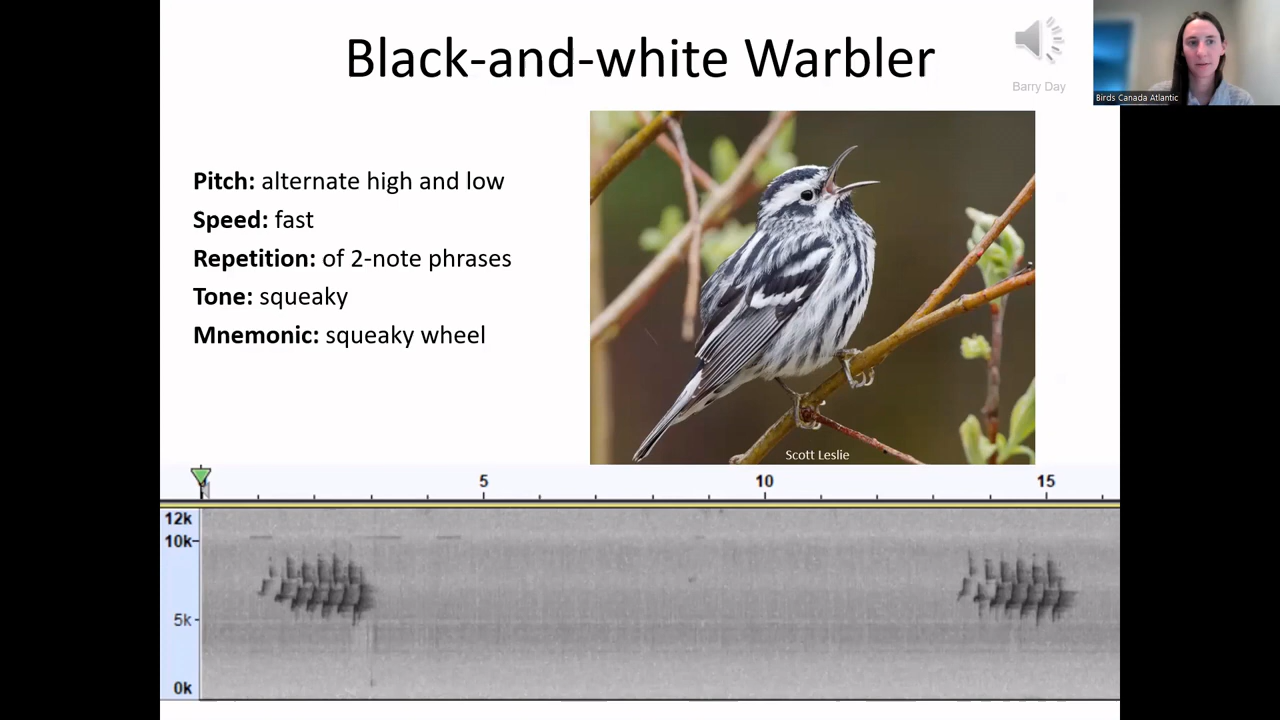 Black-and-white Warbler
Barry Day
Birds Canada Atlantic
Pitch: alternate high and low
Speed: fast
Repetition: of 2-note phrases
Tone: squeaky
Mnemonic: squeaky wheel
Scott Leslie
5 10 15
12k
10k
5k
0k